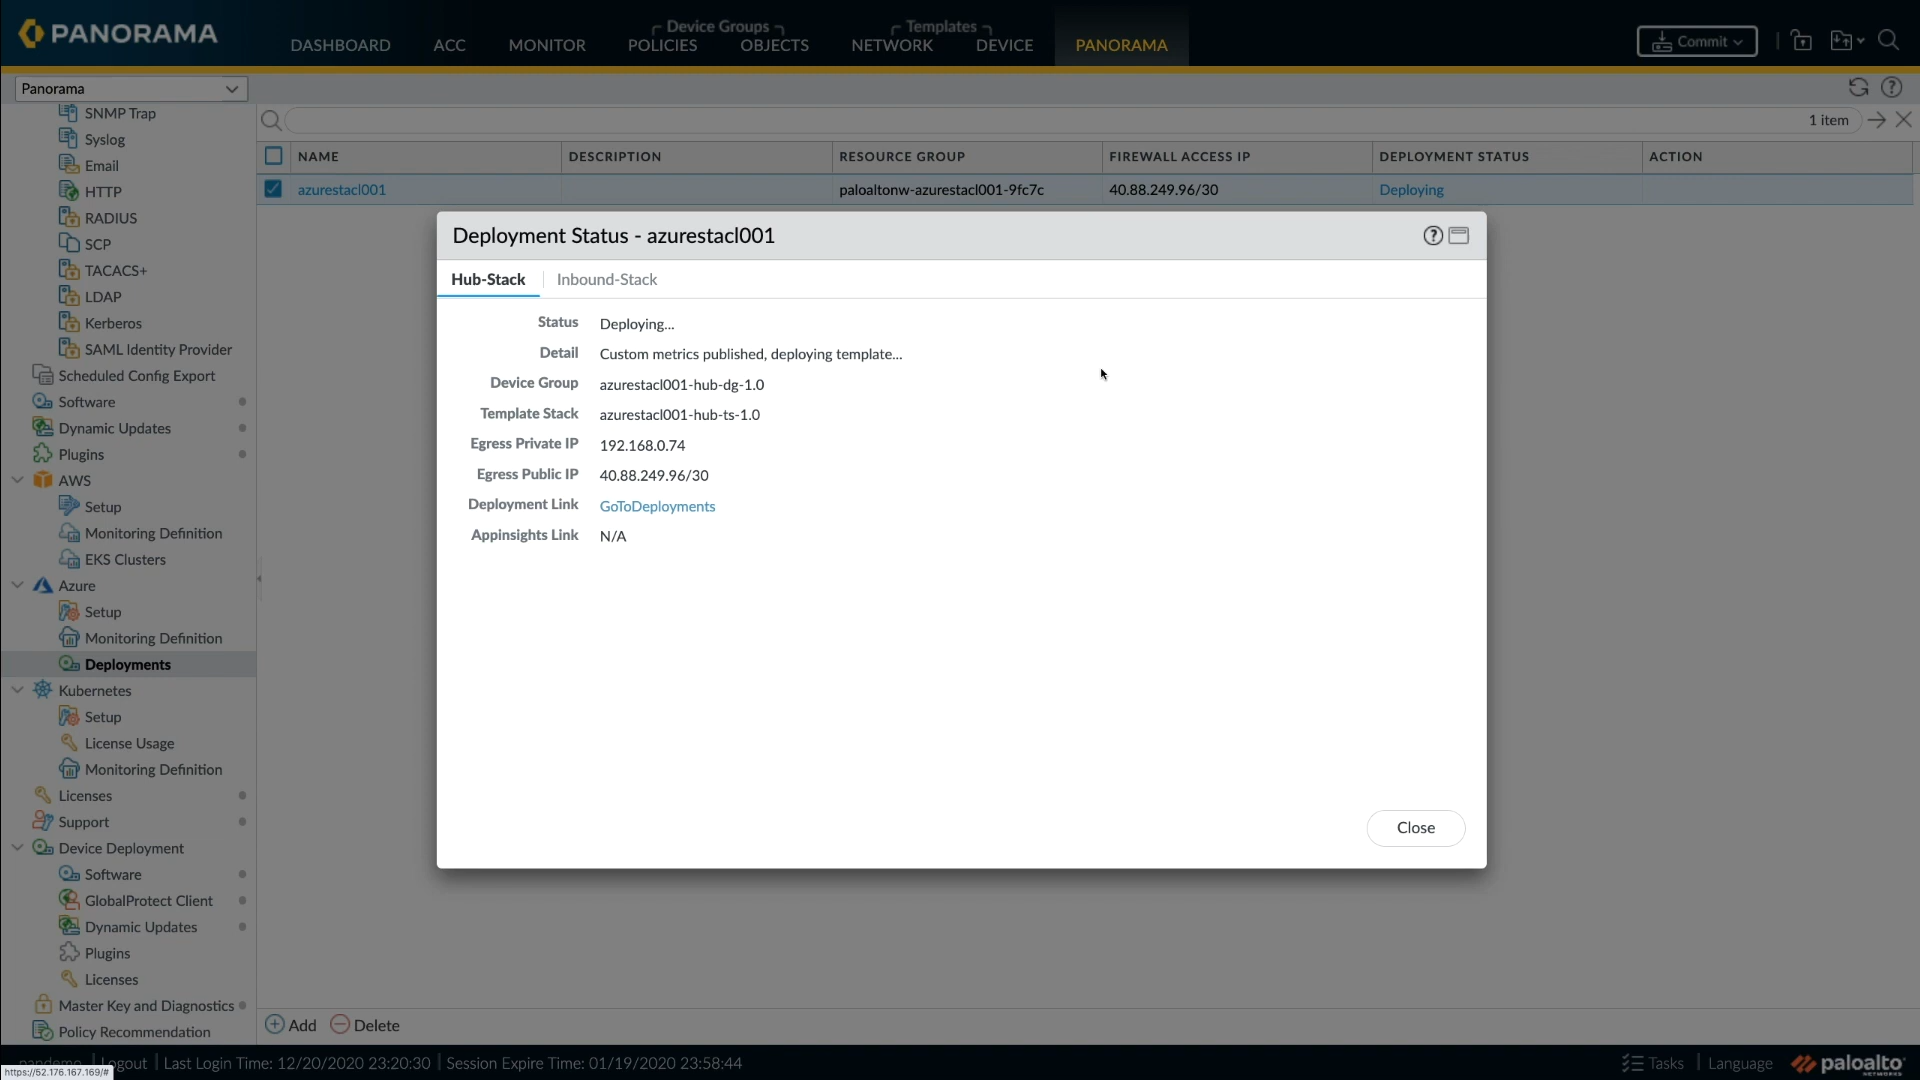 PANORAMA
Device Groups
Templates
DASHBOARD
ACC
MONITOR
POLICIES
OBJECTS
NETWORK
DEVICE
PANORAMA
Commit
Panorama
SNMP Trap
Syslog
Email
HTTP
RADIUS
SCP
TACACS+
LDAP
Kerberos
SAML Identity Provider
Scheduled Config Export
Software
Dynamic Updates
Plugins
AWS
Setup
Monitoring Definition
EKS Clusters
Azure
Setup
Monitoring Definition
Deployments
Kubernetes
Setup
License Usage
Monitoring Definition
Licenses
Support
Device Deployment
Software
GlobalProtect Client
Dynamic Updates
Plugins
Licenses
Master Key and Diagnostics
Policy Recommendation
1 item
NAME DESCRIPTION RESOURCE GROUP FIREWALL ACCESS IP DEPLOYMENT STATUS ACTION
azurestacl001 paloaltonw-azurestacl001-9fc7c 40.88.249.96/30 Deploying
Deployment Status - azurestacl001
Hub-Stack Inbound-Stack
Status Deploying...
Detail Custom metrics published, deploying template...
Device Group azurestacl001-hub-dg-1.0
Template Stack azurestacl001-hub-ts-1.0
Egress Private IP 192.168.0.74
Egress Public IP 40.88.249.96/30
Deployment Link GoToDeployments
Appinsights Link N/A
Close
Add Delete
pandemo | Logout | Last Login Time: 12/20/2020 23:20:30 | Session Expire Time: 01/19/2020 23:58:44
Tasks | Language
paloalto
NETWORKS
https://52.176.167.169/#